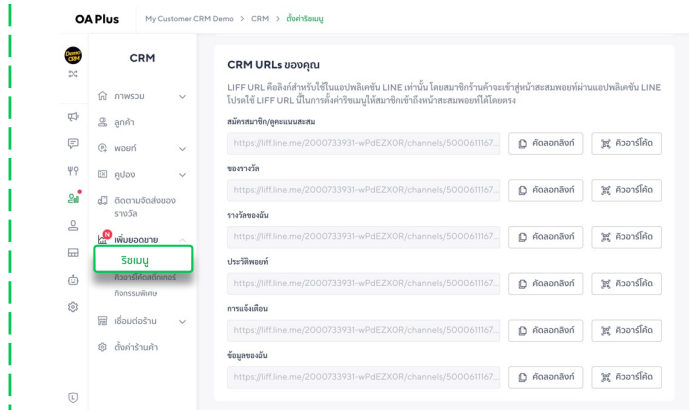 OA Plus
My Customer CRM Demo > CRM > ตั้งค่าริชเมนู
Demo CRM
CRM
ภาพรวม
ลูกค้า
พอยท์
คูปอง
ติดตามจัดส่งของ
รางวัล
N
เพิ่มยอดขาย
ริชเมนู
คิวอาร์โค้ดสติกเกอร์
กิจกรรมพิเศษ
เชื่อมต่อร้าน
ตั้งค่าร้านค้า
CRM URLs ของคุณ
LIFF URL คือลิงก์สำหรับใช้ในแอปพลิเคชัน LINE เท่านั้น โดยสมาชิกร้านค้าจะเข้าสู่หน้าสะสมพอยท์ผ่านแอปพลิเคชัน LINE
โปรดใช้ LIFF URL นี้ในการตั้งค่าริชเมนูให้สมาชิกเข้าถึงหน้าสะสมพอยท์ได้โดยตรง
สมัครสมาชิก/ดูคะแนนสะสม
https://liff.line.me/2000733931-wPdEZX0R/channels/5000611167... คัดลอกลิงก์ คิวอาร์โค้ด
ของรางวัล
https://liff.line.me/2000733931-wPdEZX0R/channels/5000611167... คัดลอกลิงก์ คิวอาร์โค้ด
รางวัลของฉัน
https://liff.line.me/2000733931-wPdEZX0R/channels/5000611167... คัดลอกลิงก์ คิวอาร์โค้ด
ประวัติพอยท์
https://liff.line.me/2000733931-wPdEZX0R/channels/5000611167... คัดลอกลิงก์ คิวอาร์โค้ด
การแจ้งเตือน
https://liff.line.me/2000733931-wPdEZX0R/channels/5000611167... คัดลอกลิงก์ คิวอาร์โค้ด
ข้อมูลของฉัน
https://liff.line.me/2000733931-wPdEZX0R/channels/5000611167... คัดลอกลิงก์ คิวอาร์โค้ด